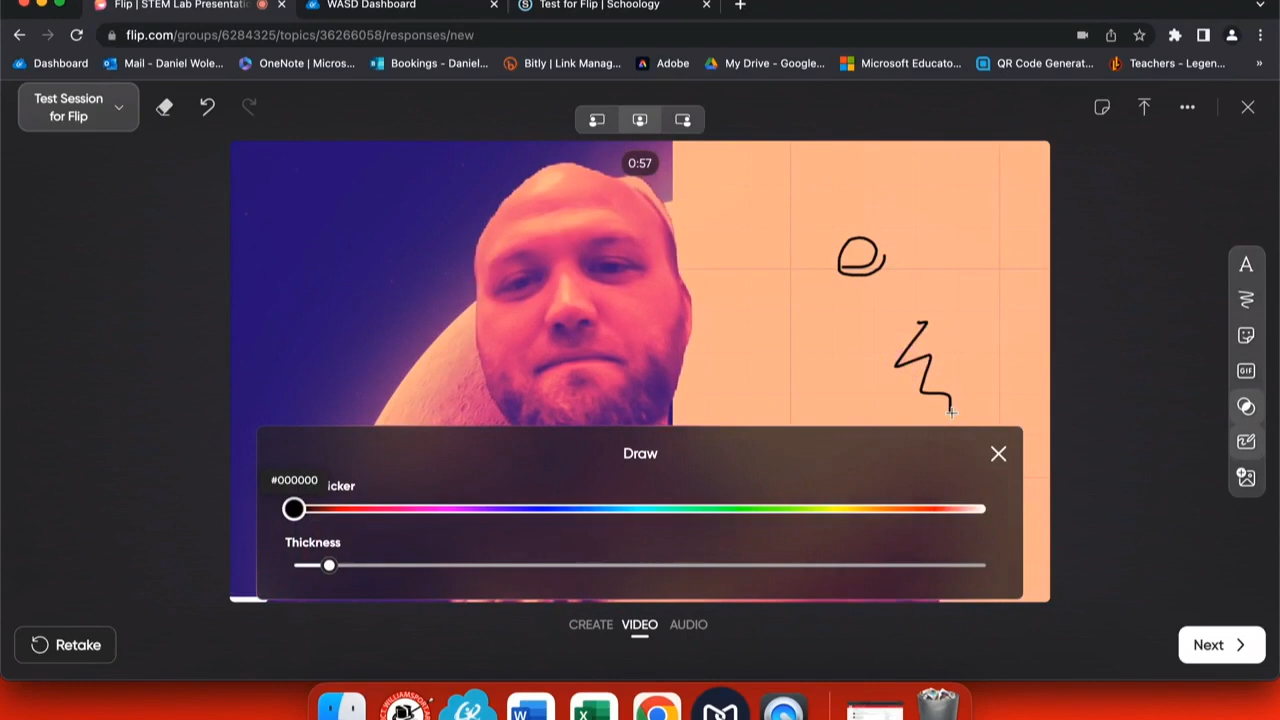 Flip | STEM Lab Presentati
WASD Dashboard
Test for Flip | Schoology
flip.com/groups/6284325/topics/36266058/responses/new
Dashboard
Mail - Daniel Wole...
OneNote | Micros...
Bookings - Daniel...
Bitly | Link Manag...
Adobe
My Drive - Google...
Microsoft Educato...
QR Code Generat...
Teachers - Legen...
»
Test Session
for Flip
0:57
A
GIF
Draw
#000000
icker
Thickness
CREATE VIDEO AUDIO
Retake
Next